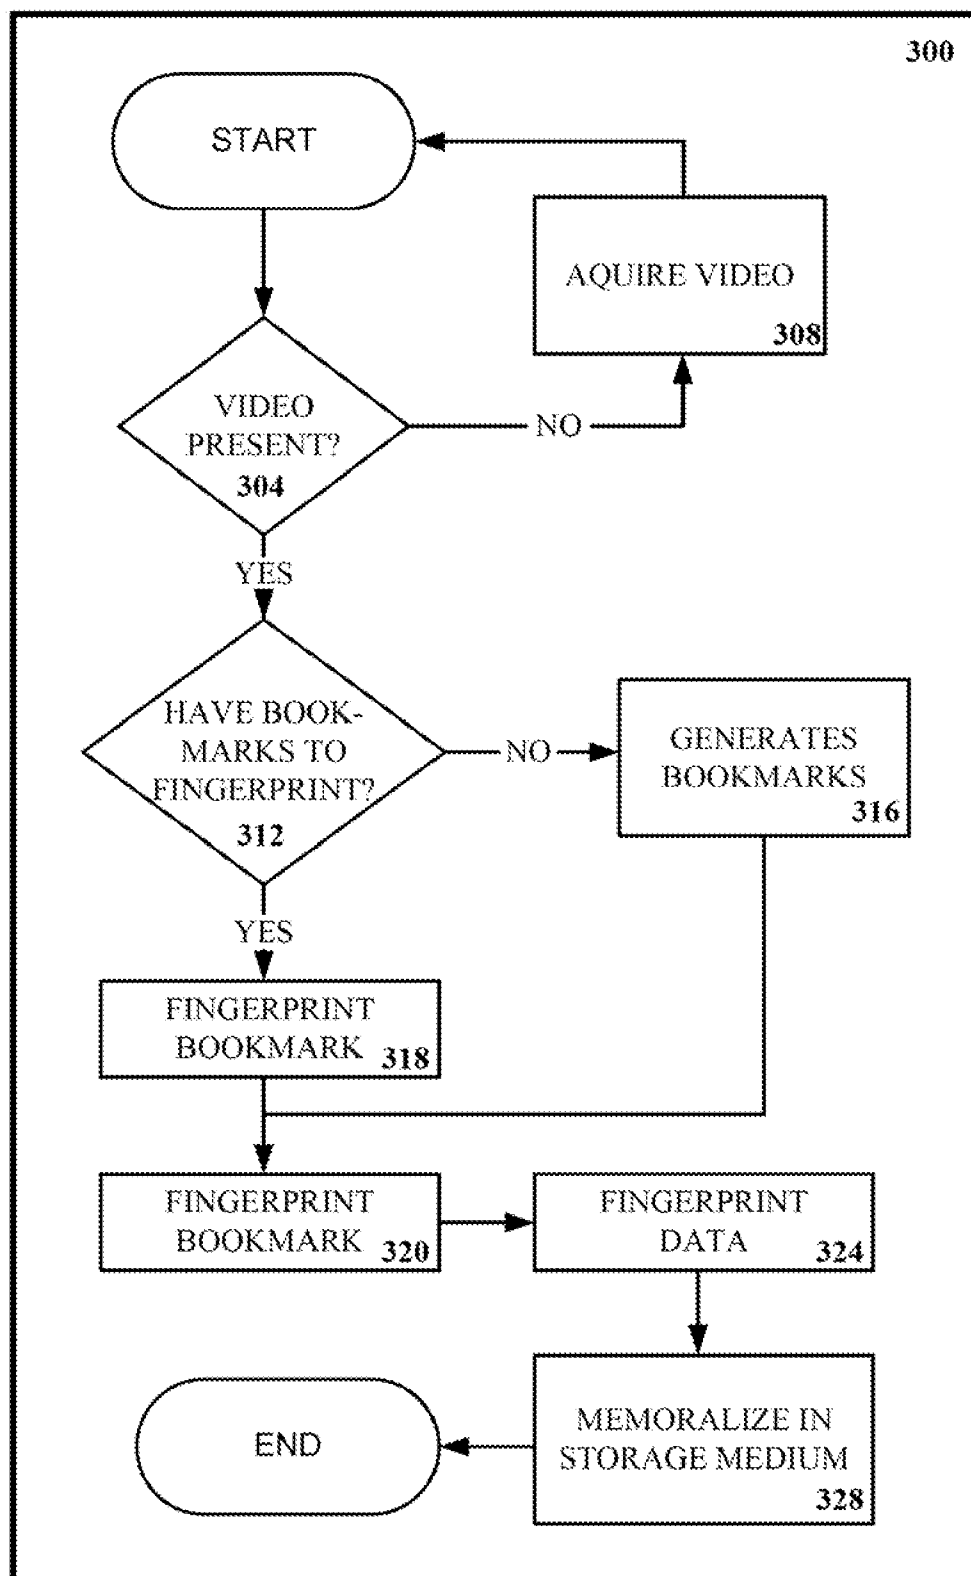 300
START
AQUIRE VIDEO
308
VIDEO
PRESENT?
304
NO
YES
HAVE BOOK-
MARKS TO
FINGERPRINT?
312
NO
GENERATES
BOOKMARKS
316
YES
FINGERPRINT
BOOKMARK
318
FINGERPRINT
BOOKMARK
320
FINGERPRINT
DATA
324
MEMORALIZE IN
STORAGE MEDIUM
328
END